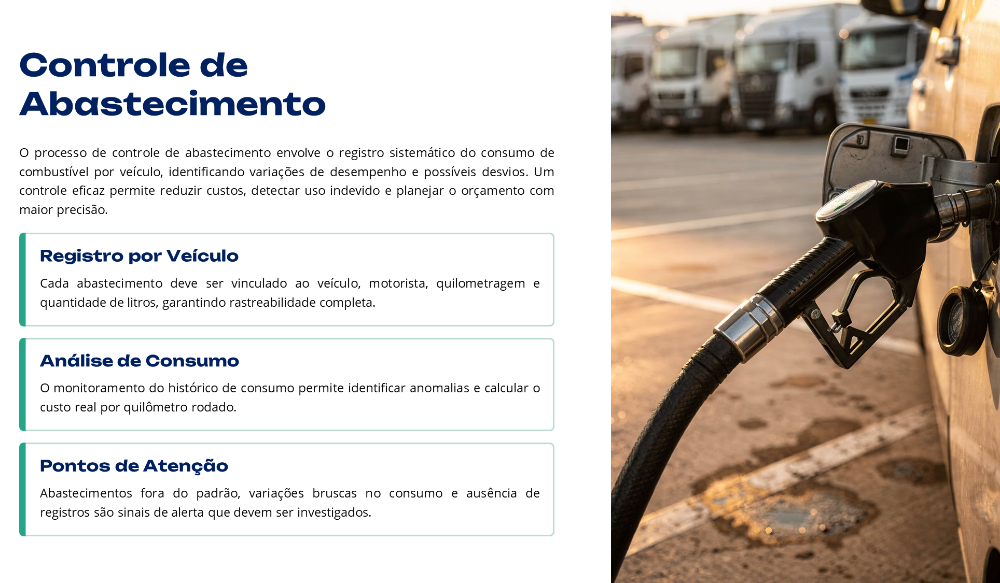 Controle de
Abastecimento
O processo de controle de abastecimento envolve o registro sistemático do consumo de
combustível por veículo, identificando variações de desempenho e possíveis desvios. Um
controle eficaz permite reduzir custos, detectar uso indevido e planejar o orçamento com
maior precisão.
Registro por Veículo
Cada abastecimento deve ser vinculado ao veículo, motorista, quilometragem e
quantidade de litros, garantindo rastreabilidade completa.
Análise de Consumo
O monitoramento do histórico de consumo permite identificar anomalias e calcular o
custo real por quilômetro rodado.
Pontos de Atenção
Abastecimentos fora do padrão, variações bruscas no consumo e ausência de
registros são sinais de alerta que devem ser investigados.